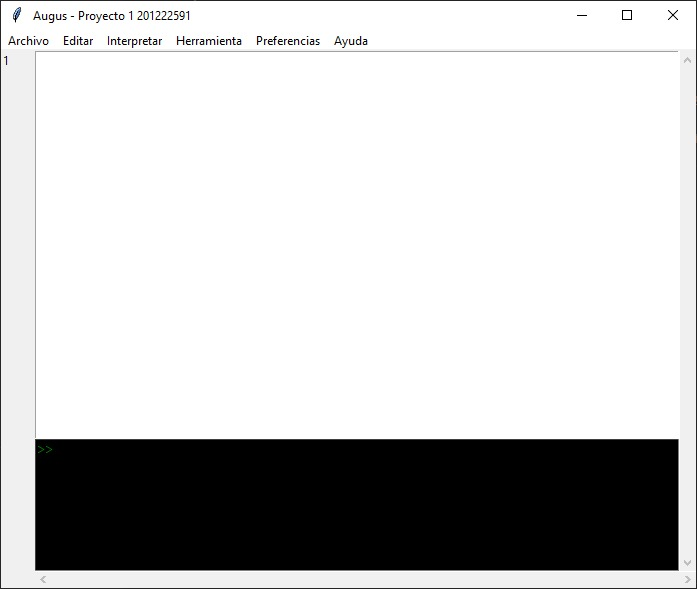 Augus - Proyecto 1 201222591
Archivo Editar Interpretar Herramienta Preferencias Ayuda
1
>>